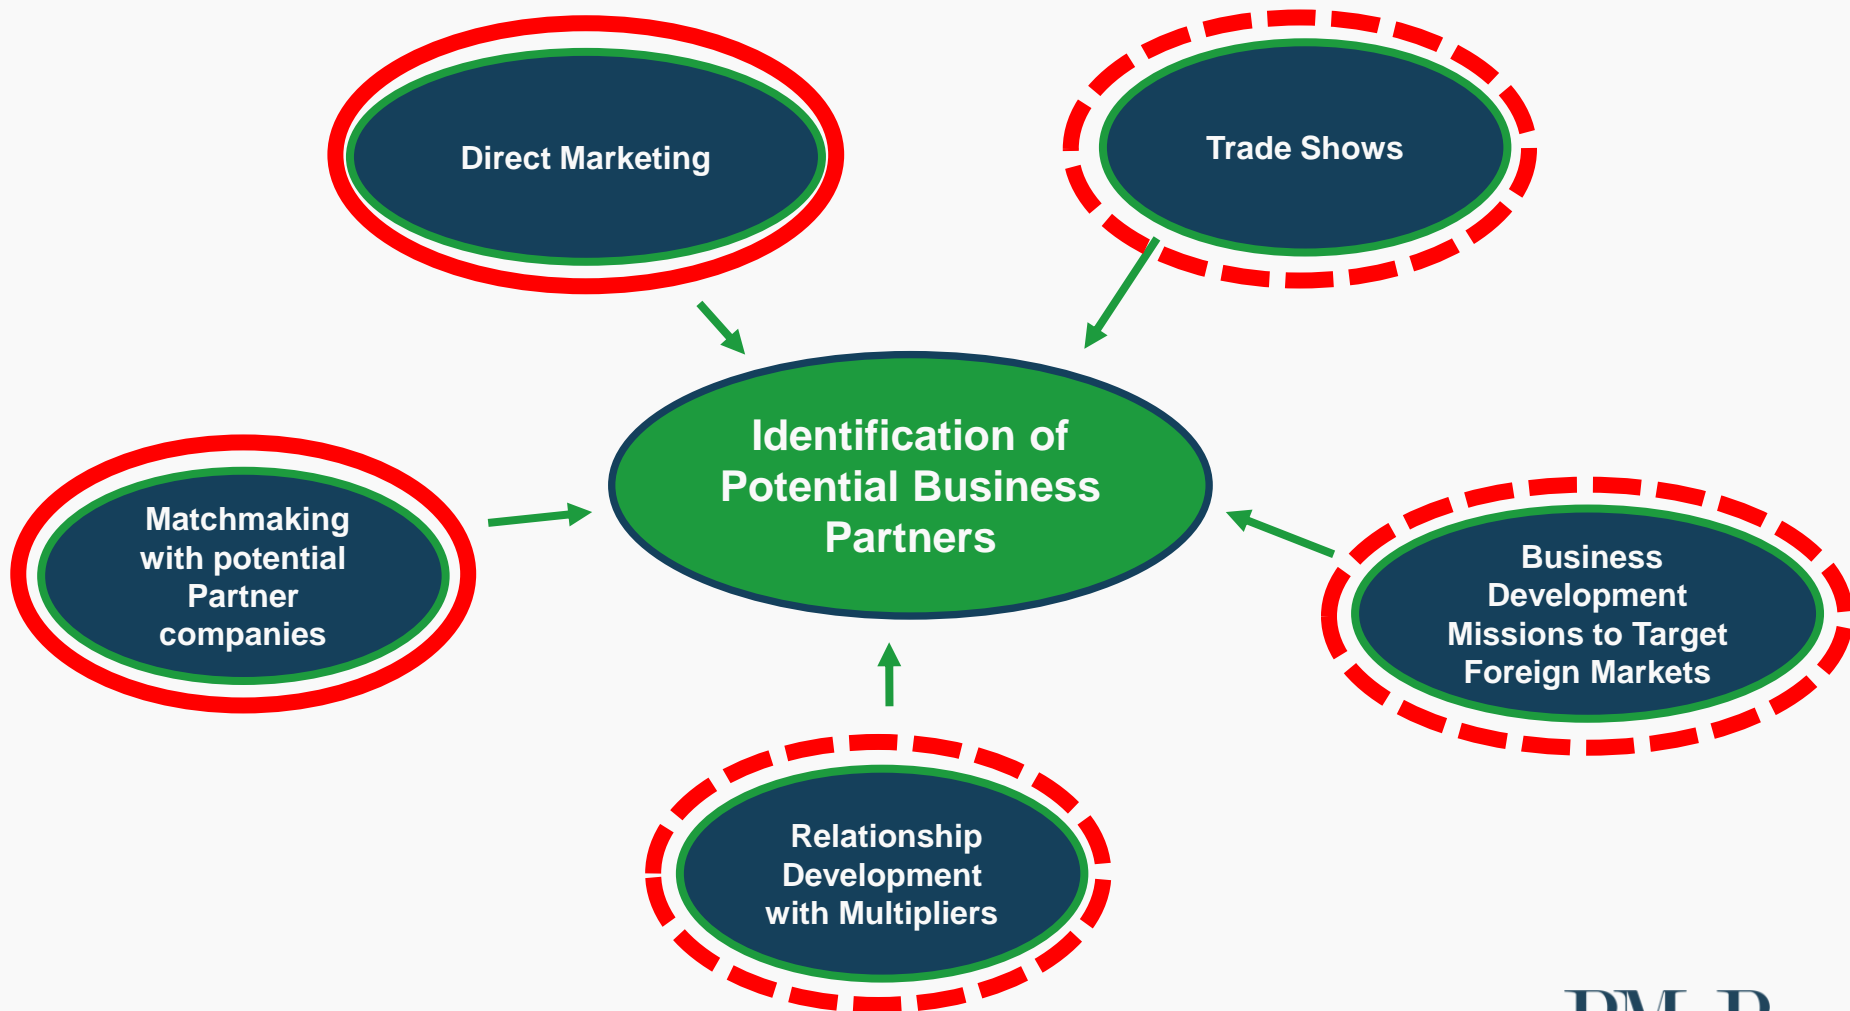 Direct Marketing
Trade Shows
Identification of
Potential Business
Partners
Matchmaking
with potential
Partner
companies
Business
Development
Missions to Target
Foreign Markets
Relationship
Development
with Multipliers